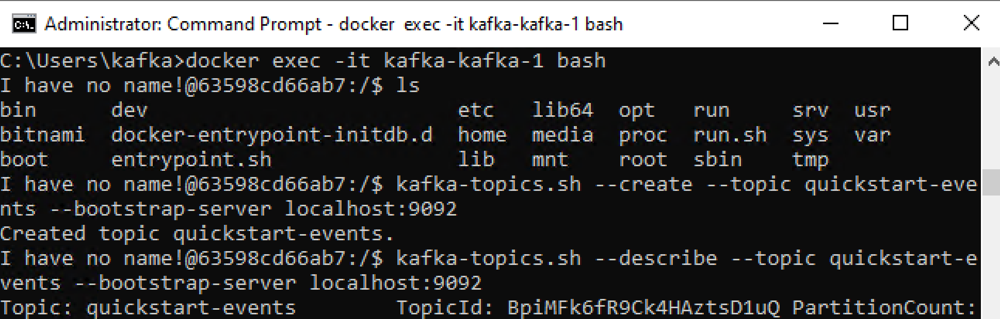 Administrator: Command Prompt - docker  exec -it kafka-kafka-1 bash
C:\Users\kafka>docker exec -it kafka-kafka-1 bash
I have no name!@63598cd66ab7:/$ ls
bin      dev                         etc   lib64  opt   run     srv  usr
bitnami  docker-entrypoint-initdb.d  home  media  proc  run.sh  sys  var
boot     entrypoint.sh               lib   mnt    root  sbin    tmp
I have no name!@63598cd66ab7:/$ kafka-topics.sh --create --topic quickstart-eve
nts --bootstrap-server localhost:9092
Created topic quickstart-events.
I have no name!@63598cd66ab7:/$ kafka-topics.sh --describe --topic quickstart-e
vents --bootstrap-server localhost:9092
Topic: quickstart-events        TopicId: BpiMFk6fR9Ck4HAztsD1uQ PartitionCount: